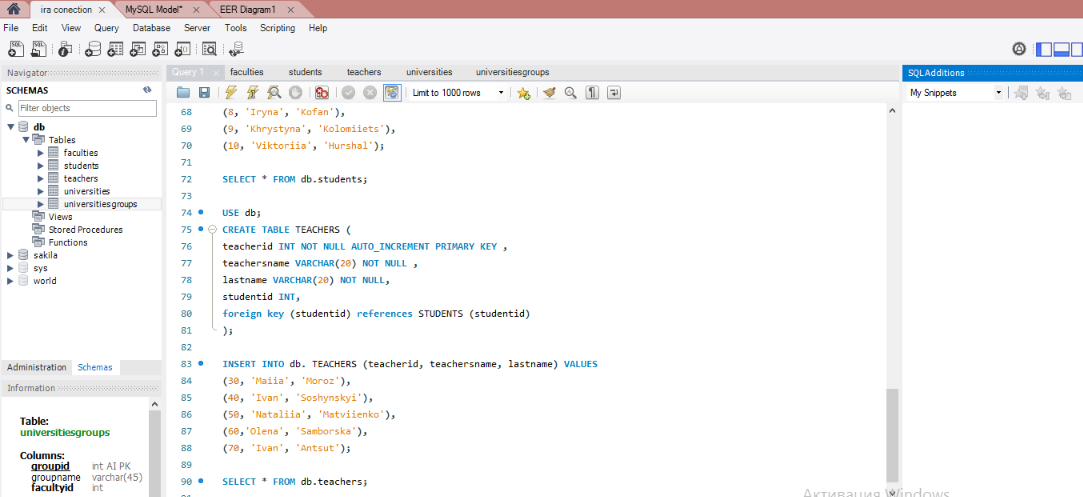 ira conection
MySQL Model*
EER Diagram1
File Edit View Query Database Server Tools Scripting Help
Navigator
SCHEMAS
Filter objects
db
Tables
faculties
students
teachers
universities
universitiesgroups
Views
Stored Procedures
Functions
sakila
sys
world
Administration Schemas
Information
Table:
universitiesgroups
Columns:
groupid int AI PK
groupname varchar(45)
facultyid int
Query 1 faculties students teachers universities universitiesgroups
Limit to 1000 rows
68 (8, 'Iryna', 'Kofan'),
69 (9, 'Khrystyna', 'Kolomiiets'),
70 (10, 'Viktoriia', 'Hurshal');
71
72 SELECT * FROM db.students;
73
74 USE db;
75 CREATE TABLE TEACHERS (
76 teacherid INT NOT NULL AUTO_INCREMENT PRIMARY KEY ,
77 teachersname VARCHAR(20) NOT NULL ,
78 lastname VARCHAR(20) NOT NULL,
79 studentid INT,
80 foreign key (studentid) references STUDENTS (studentid)
81 );
82
83 INSERT INTO db. TEACHERS (teacherid, teachersname, lastname) VALUES
84 (30, 'Maiia', 'Moroz'),
85 (40, 'Ivan', 'Soshynskyi'),
86 (50, 'Nataliia', 'Matviienko'),
87 (60,'Olena', 'Samborska'),
88 (70, 'Ivan', 'Antsut');
89
90 SELECT * FROM db.teachers;
SQLAdditions
My Snippets
Активация Windows